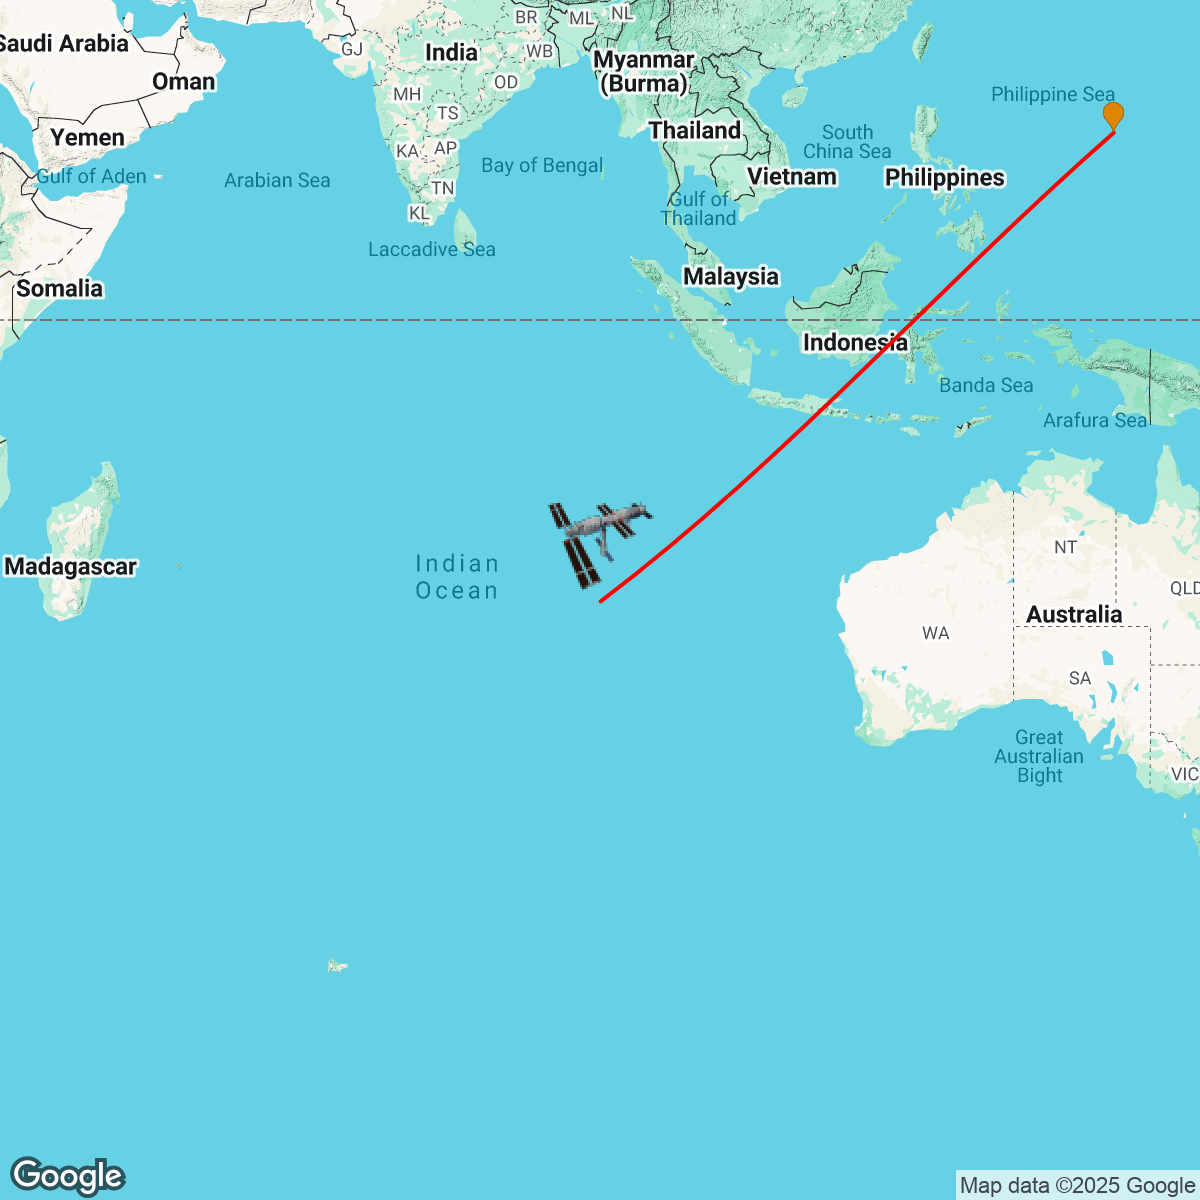 BR
ML
NL
Saudi Arabia
GJ
India
WB
Myanmar
(Burma)
Oman
OD
MH
Philippine Sea
TS
Yemen
Thailand
South
China Sea
KA
AP
Bay of Bengal
Gulf of Aden
Arabian Sea
Vietnam
Philippines
TN
Gulf of
Thailand
KL
Laccadive Sea
Malaysia
Somalia
Indonesia
Banda Sea
Arafura Sea
Indian
Ocean
Madagascar
NT
QLD
Australia
WA
SA
Great
Australian
Bight
VIC
Google
Map data ©2025 Google